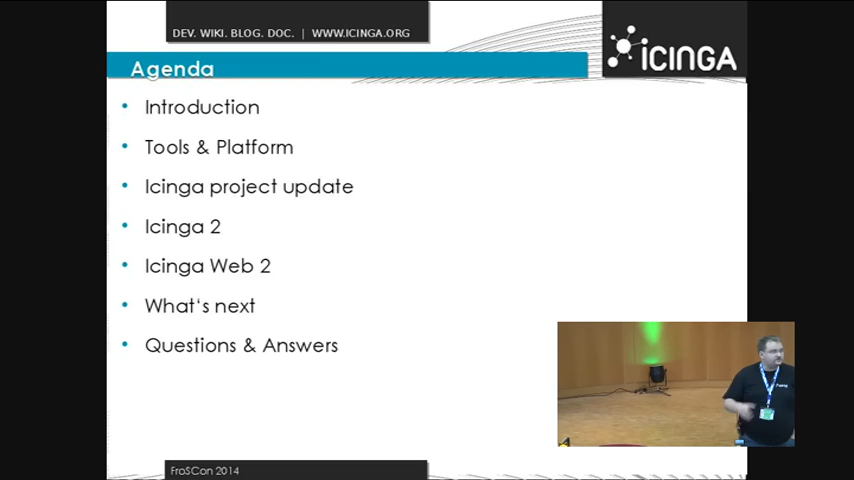 DEV. WIKI. BLOG. DOC. | WWW.ICINGA.ORG
ICINGA
Agenda
• Introduction
• Tools & Platform
• Icinga project update
• Icinga 2
• Icinga Web 2
• What‘s next
• Questions & Answers
FroSCon 2014